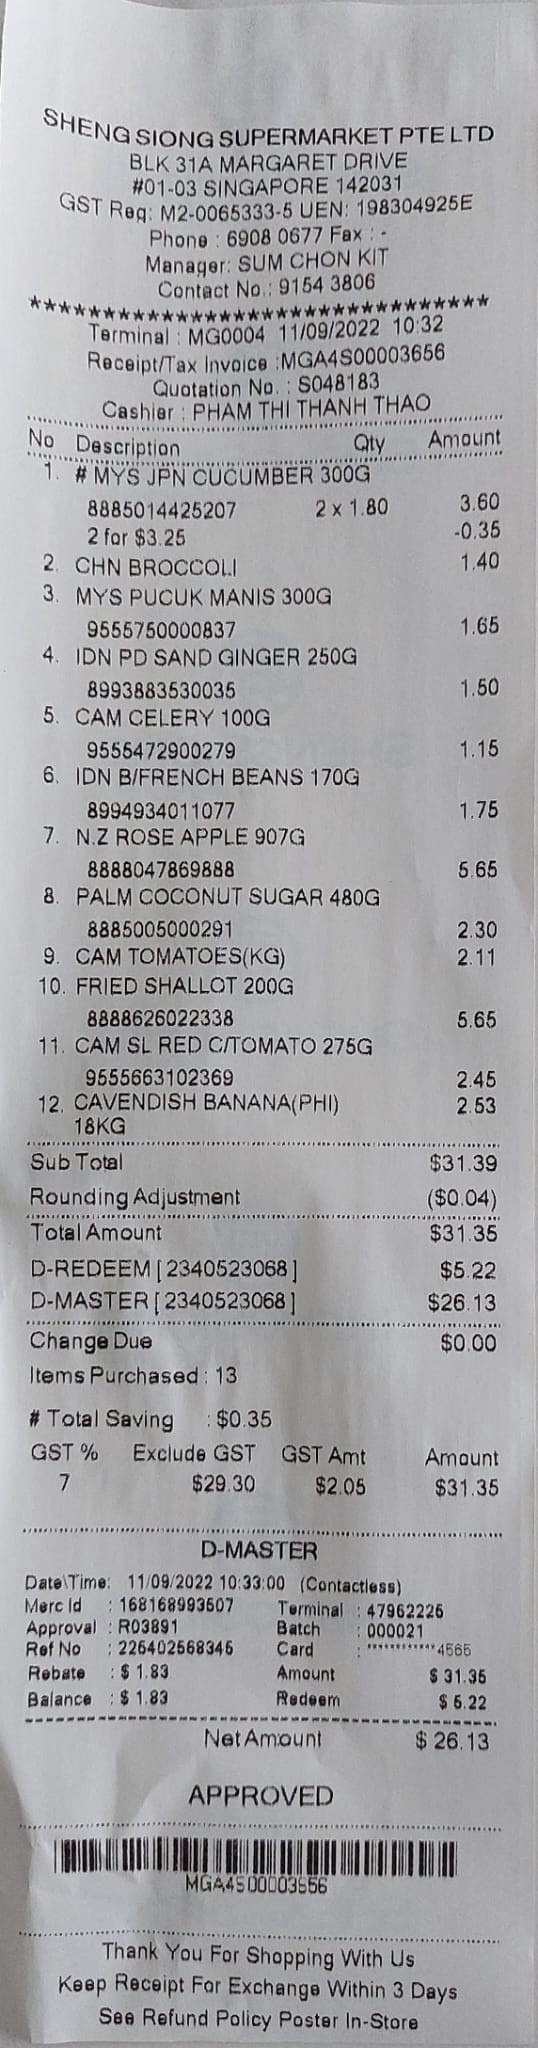 SHENG SIONG SUPERMARKET PTE LTD
BLK 31A MARGARET DRIVE
#01-03 SINGAPORE 142031
GST Reg: M2-0065333-5 UEN: 198304925E
Phone : 6908 0677 Fax : -
Manager: SUM CHON KIT
Contact No.: 9154 3806
********************************
Terminal : MG0004 11/09/2022 10:32
Receipt/Tax Invoice :MGA4S00003656
Quotation No. : S048183
Cashier : PHAM THI THANH THAO
No Description Qty Amount
1. # MYS JPN CUCUMBER 300G
8885014425207 2 x 1.80 3.60
2 for $3.25 -0.35
2. CHN BROCCOLI 1.40
3. MYS PUCUK MANIS 300G
9555750000837 1.65
4. IDN PD SAND GINGER 250G
8993883530035 1.50
5. CAM CELERY 100G
9555472900279 1.15
6. IDN B/FRENCH BEANS 170G
8994934011077 1.75
7. N.Z ROSE APPLE 907G
8888047869888 5.65
8. PALM COCONUT SUGAR 480G
8885005000291 2.30
9. CAM TOMATOES(KG) 2.11
10. FRIED SHALLOT 200G
8888626022338 5.65
11. CAM SL RED C/TOMATO 275G
9555663102369 2.45
12. CAVENDISH BANANA(PHI) 2.53
18KG
Sub Total $31.39
Rounding Adjustment ($0.04)
Total Amount $31.35
D-REDEEM [ 2340523068 ] $5.22
D-MASTER [ 2340523068 ] $26.13
Change Due $0.00
Items Purchased : 13
# Total Saving : $0.35
GST % Exclude GST GST Amt Amount
7 $29.30 $2.05 $31.35
D-MASTER
Date\Time: 11/09/2022 10:33:00 (Contactless)
Merc Id : 168168993507 Terminal : 47962225
Approval : R03891 Batch : 000021
Ref No : 225402568345 Card : ************4565
Rebate : $ 1.83 Amount $ 31.35
Balance : $ 1.83 Redeem $ 5.22
Net Amount $ 26.13
APPROVED
MGA4S00003656
Thank You For Shopping With Us
Keep Receipt For Exchange Within 3 Days
See Refund Policy Poster In-Store